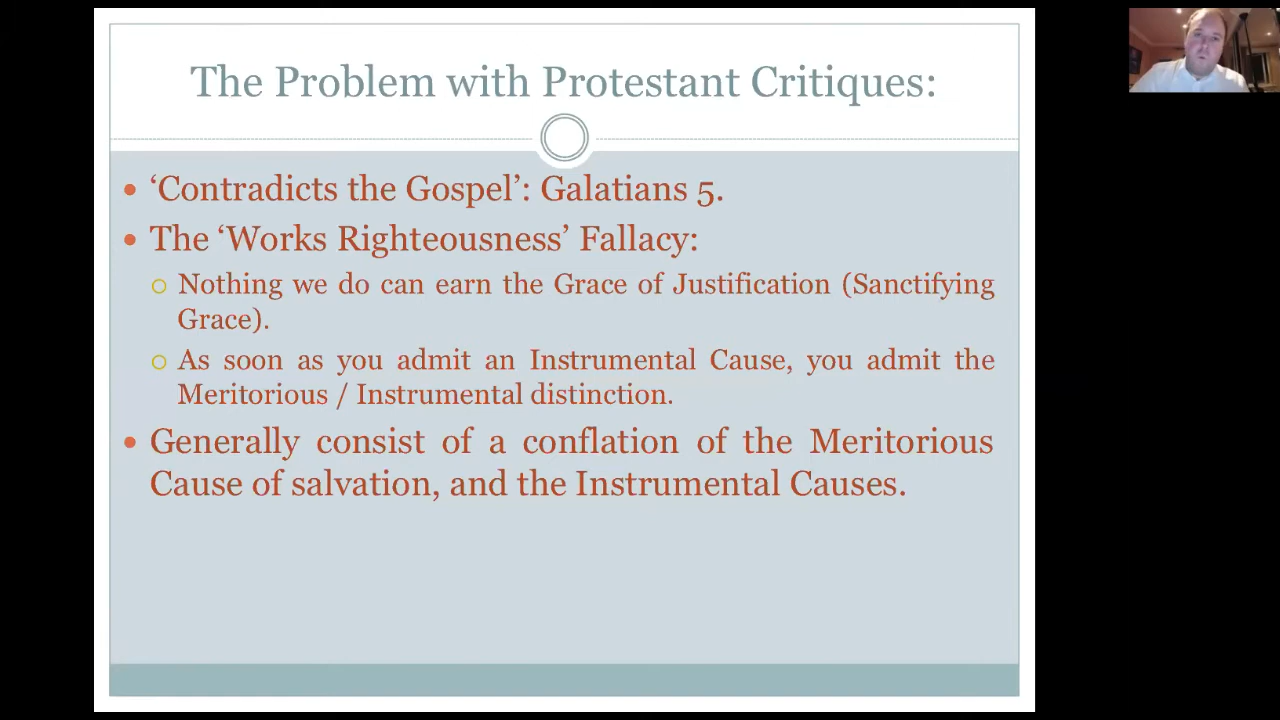 The Problem with Protestant Critiques:
• ‘Contradicts the Gospel’: Galatians 5.
• The ‘Works Righteousness’ Fallacy:
○ Nothing we do can earn the Grace of Justification (Sanctifying
Grace).
○ As soon as you admit an Instrumental Cause, you admit the
Meritorious / Instrumental distinction.
• Generally consist of a conflation of the Meritorious
Cause of salvation, and the Instrumental Causes.